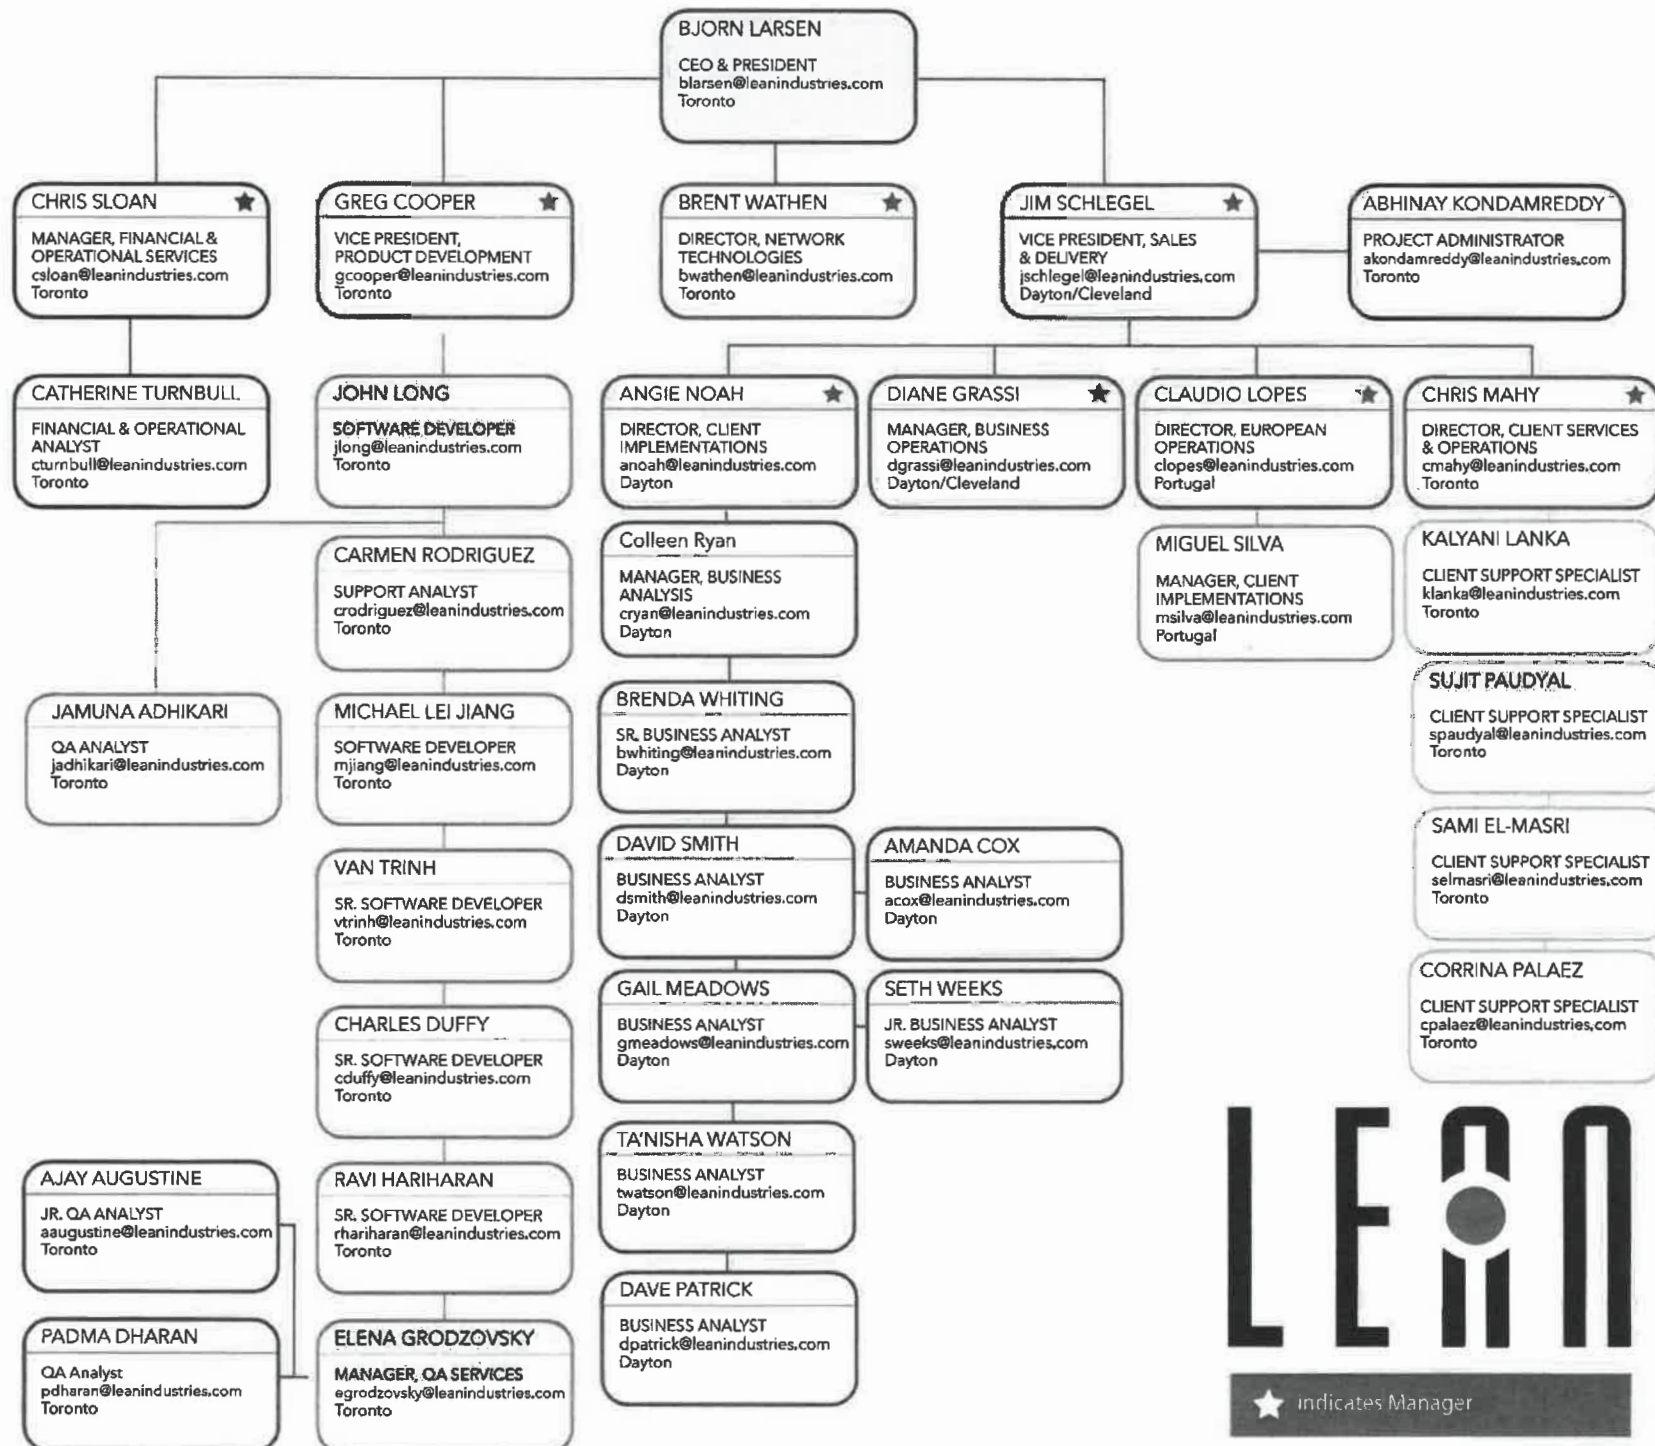 BJORN LARSEN
CEO & PRESIDENT
blarsen@leanindustries.com
Toronto
CHRIS SLOAN
MANAGER, FINANCIAL &
OPERATIONAL SERVICES
csloan@leanindustries.com
Toronto
GREG COOPER
VICE PRESIDENT,
PRODUCT DEVELOPMENT
gcooper@leanindustries.com
Toronto
BRENT WATHEN
DIRECTOR, NETWORK
TECHNOLOGIES
bwathen@leanindustries.com
Toronto
JIM SCHLEGEL
VICE PRESIDENT, SALES
& DELIVERY
jschlegel@leanindustries.com
Dayton/Cleveland
ABHINAY KONDAMREDDY
PROJECT ADMINISTRATOR
akondamreddy@leanindustries.com
Toronto
CATHERINE TURNBULL
FINANCIAL & OPERATIONAL
ANALYST
cturnbull@leanindustries.com
Toronto
JOHN LONG
SOFTWARE DEVELOPER
jlong@leanindustries.com
Toronto
ANGIE NOAH
DIRECTOR, CLIENT
IMPLEMENTATIONS
anoah@leanindustries.com
Dayton
DIANE GRASSI
MANAGER, BUSINESS
OPERATIONS
dgrassi@leanindustries.com
Dayton/Cleveland
CLAUDIO LOPES
DIRECTOR, EUROPEAN
OPERATIONS
clopes@leanindustries.com
Portugal
CHRIS MAHY
DIRECTOR, CLIENT SERVICES
& OPERATIONS
cmahy@leanindustries.com
Toronto
CARMEN RODRIGUEZ
SUPPORT ANALYST
crodriguez@leanindustries.com
Toronto
Colleen Ryan
MANAGER, BUSINESS
ANALYSIS
cryan@leanindustries.com
Dayton
MIGUEL SILVA
MANAGER, CLIENT
IMPLEMENTATIONS
msilva@leanindustries.com
Portugal
KALYANI LANKA
CLIENT SUPPORT SPECIALIST
klanka@leanindustries.com
Toronto
JAMUNA ADHIKARI
QA ANALYST
jadhikari@leanindustries.com
Toronto
MICHAEL LEI JIANG
SOFTWARE DEVELOPER
mjiang@leanindustries.com
Toronto
BRENDA WHITING
SR. BUSINESS ANALYST
bwhiting@leanindustries.com
Dayton
SUJIT PAUDYAL
CLIENT SUPPORT SPECIALIST
spaudyal@leanindustries.com
Toronto
VAN TRINH
SR. SOFTWARE DEVELOPER
vtrinh@leanindustries.com
Toronto
DAVID SMITH
BUSINESS ANALYST
dsmith@leanindustries.com
Dayton
AMANDA COX
BUSINESS ANALYST
acox@leanindustries.com
Dayton
SAMI EL-MASRI
CLIENT SUPPORT SPECIALIST
selmasri@leanindustries.com
Toronto
CHARLES DUFFY
SR. SOFTWARE DEVELOPER
cduffy@leanindustries.com
Toronto
GAIL MEADOWS
BUSINESS ANALYST
gmeadows@leanindustries.com
Dayton
SETH WEEKS
JR. BUSINESS ANALYST
sweeks@leanindustries.com
Dayton
CORRINA PALAEZ
CLIENT SUPPORT SPECIALIST
cpalaez@leanindustries.com
Toronto
AJAY AUGUSTINE
JR. QA ANALYST
aaugustine@leanindustries.com
Toronto
RAVI HARIHARAN
SR. SOFTWARE DEVELOPER
rhariharan@leanindustries.com
Toronto
TA'NISHA WATSON
BUSINESS ANALYST
twatson@leanindustries.com
Dayton
PADMA DHARAN
QA Analyst
pdharan@leanindustries.com
Toronto
ELENA GRODZOVSKY
MANAGER, QA SERVICES
egrodzovsky@leanindustries.com
Toronto
DAVE PATRICK
BUSINESS ANALYST
dpatrick@leanindustries.com
Dayton
LEAN
indicates Manager